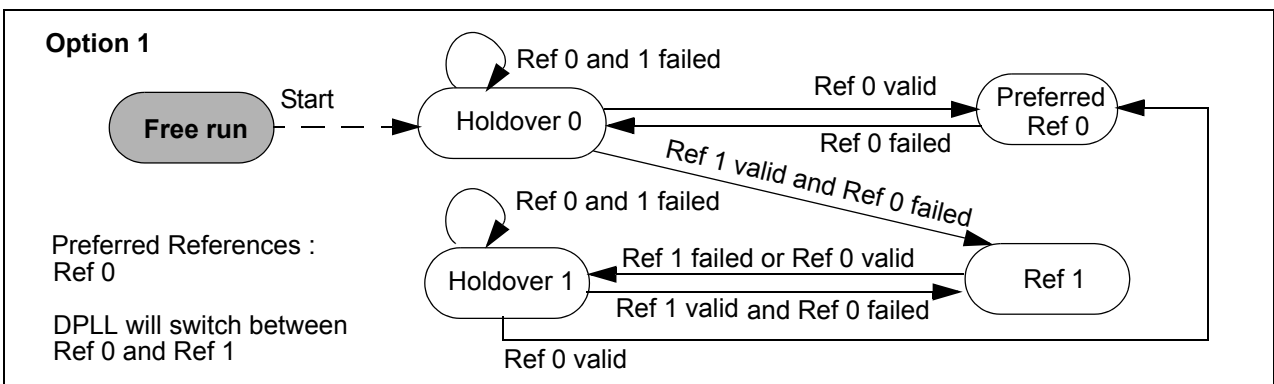 Option 1
Ref 0 and 1 failed
Start
Free run
Holdover 0
Ref 0 valid
Ref 0 failed
Preferred
Ref 0
Ref 1 valid and Ref 0 failed
Ref 0 and 1 failed
Preferred References :
Ref 0
Holdover 1
Ref 1 failed or Ref 0 valid
Ref 1 valid and Ref 0 failed
Ref 1
DPLL will switch between
Ref 0 and Ref 1
Ref 0 valid